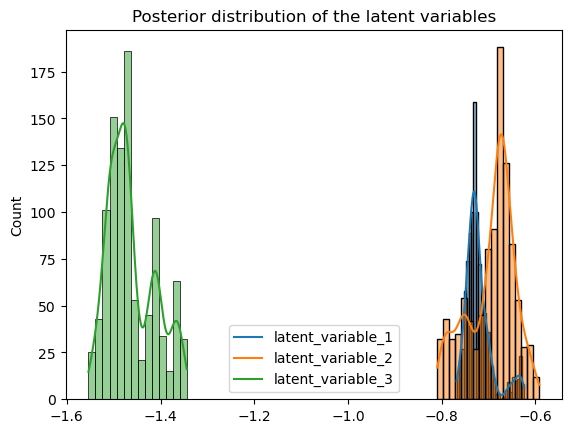 Posterior distribution of the latent variables
Count
175
150
125
100
75
50
25
0
−1.6
−1.4
−1.2
−1.0
−0.8
−0.6
latent_variable_1
latent_variable_2
latent_variable_3